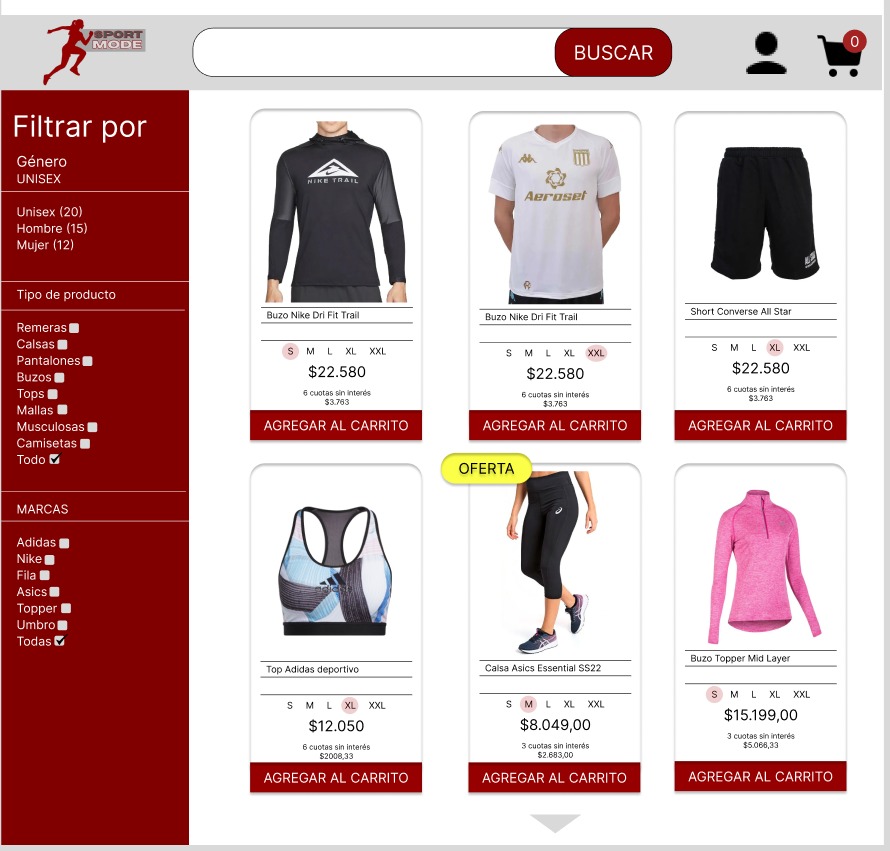 SPORT
MODE
BUSCAR
0
Filtrar por
Género
UNISEX
Unisex (20)
Hombre (15)
Mujer (12)
Tipo de producto
Remeras
Calsas
Pantalones
Buzos
Tops
Mallas
Musculosas
Camisetas
Todo
MARCAS
Adidas
Nike
Fila
Asics
Topper
Umbro
Todas
NIKE TRAIL
Buzo Nike Dri Fit Trail
S M L XL XXL
$22.580
6 cuotas sin interés
$3.763
AGREGAR AL CARRITO
Aeroset
Buzo Nike Dri Fit Trail
S M L XL XXL
$22.580
6 cuotas sin interés
$3.763
AGREGAR AL CARRITO
Short Converse All Star
S M L XL XXL
$22.580
6 cuotas sin interés
$3.763
AGREGAR AL CARRITO
adidas
Top Adidas deportivo
S M L XL XXL
$12.050
6 cuotas sin interés
$2008,33
AGREGAR AL CARRITO
OFERTA
Calsa Asics Essential SS22
S M L XL XXL
$8.049,00
3 cuotas sin interés
$2.683,00
AGREGAR AL CARRITO
Buzo Topper Mid Layer
S M L XL XXL
$15.199,00
3 cuotas sin interés
$5.066,33
AGREGAR AL CARRITO